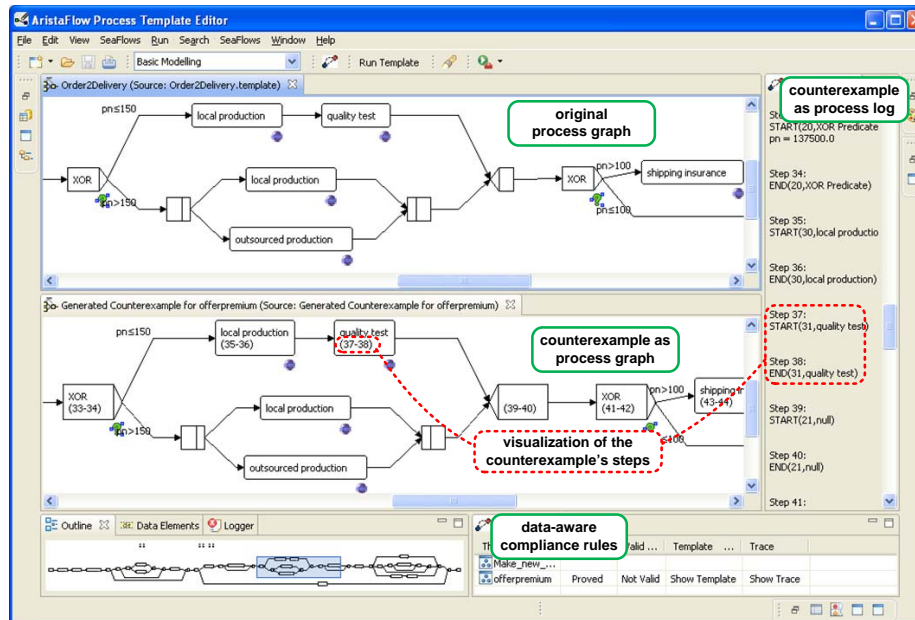 AristaFlow Process Template Editor
File Edit View SeaFlows Run Search SeaFlows Window Help
Basic Modelling
Run Template
Order2Delivery (Source: Order2Delivery.template)
counterexample
as process log
pn≤150
local production
quality test
original
process graph
XOR
pn>150
local production
outsourced production
XOR
pn>100
pn≤100
shipping insurance
START(20,XOR Predicate
pn = 137500.0
Step 34:
END(20,XOR Predicate)
Step 35:
START(30,local productio
Step 36:
END(30,local production)
Step 37:
START(31,quality test)
Step 38:
END(31,quality test)
Step 39:
START(21,null)
Step 40:
END(21,null)
Step 41:
Generated Counterexample for offerpremium (Source: Generated Counterexample for offerpremium)
pn≤150
local production
(35-36)
quality test
(37-38)
counterexample as
process graph
XOR
(33-34)
pn>150
local production
outsourced production
(39-40)
XOR
(41-42)
pn>100
≤100
shipping in
(43-44)
visualization of the
counterexample's steps
Outline Data Elements Logger
data-aware
compliance rules
Th Valid ... Template ... Trace
Make_new_...
offerpremium Proved Not Valid Show Template Show Trace